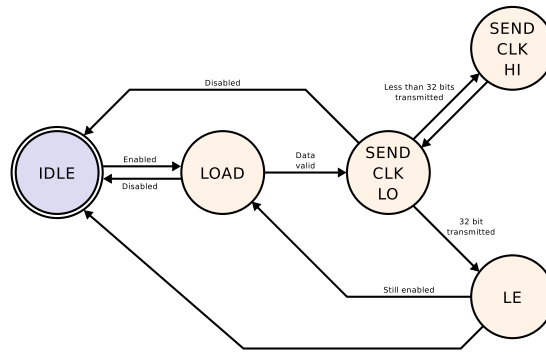 SEND
CLK
HI
Disabled
Less than 32 bits
transmitted
Enabled
Data
valid
IDLE
LOAD
SEND
CLK
LO
Disabled
32 bit
transmitted
Still enabled
LE